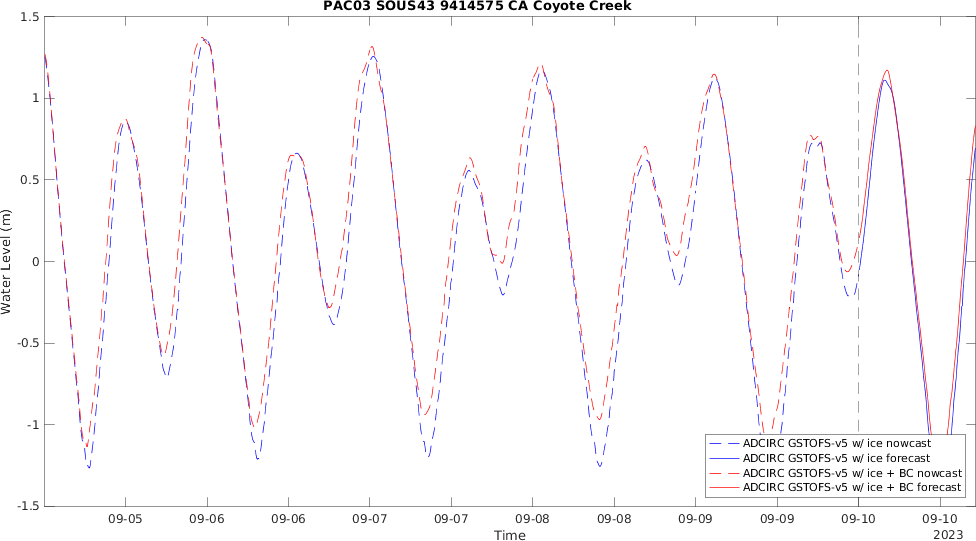 PAC03 SOUS43 9414575 CA Coyote Creek
1.5
1
0.5
0
-0.5
-1
-1.5
Water Level (m)
ADCIRC GSTOFS-v5 w/ ice nowcast
ADCIRC GSTOFS-v5 w/ ice forecast
ADCIRC GSTOFS-v5 w/ ice + BC nowcast
ADCIRC GSTOFS-v5 w/ ice + BC forecast
09-05 09-06 09-06 09-07 09-07 09-08 09-08 09-09 09-09 09-10 09-10
2023
Time